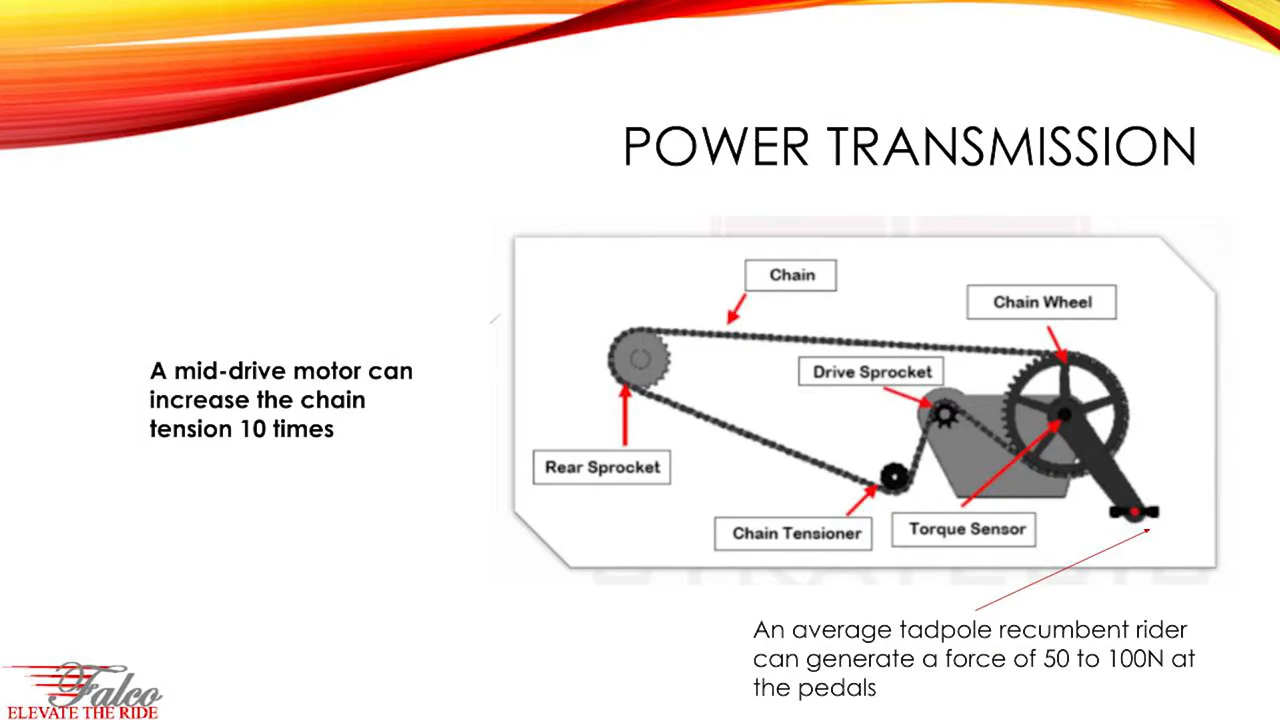 POWER TRANSMISSION
A mid-drive motor can
increase the chain
tension 10 times
Chain
Chain Wheel
Drive Sprocket
Rear Sprocket
Chain Tensioner
Torque Sensor
An average tadpole recumbent rider
can generate a force of 50 to 100N at
the pedals
Falco
ELEVATE THE RIDE